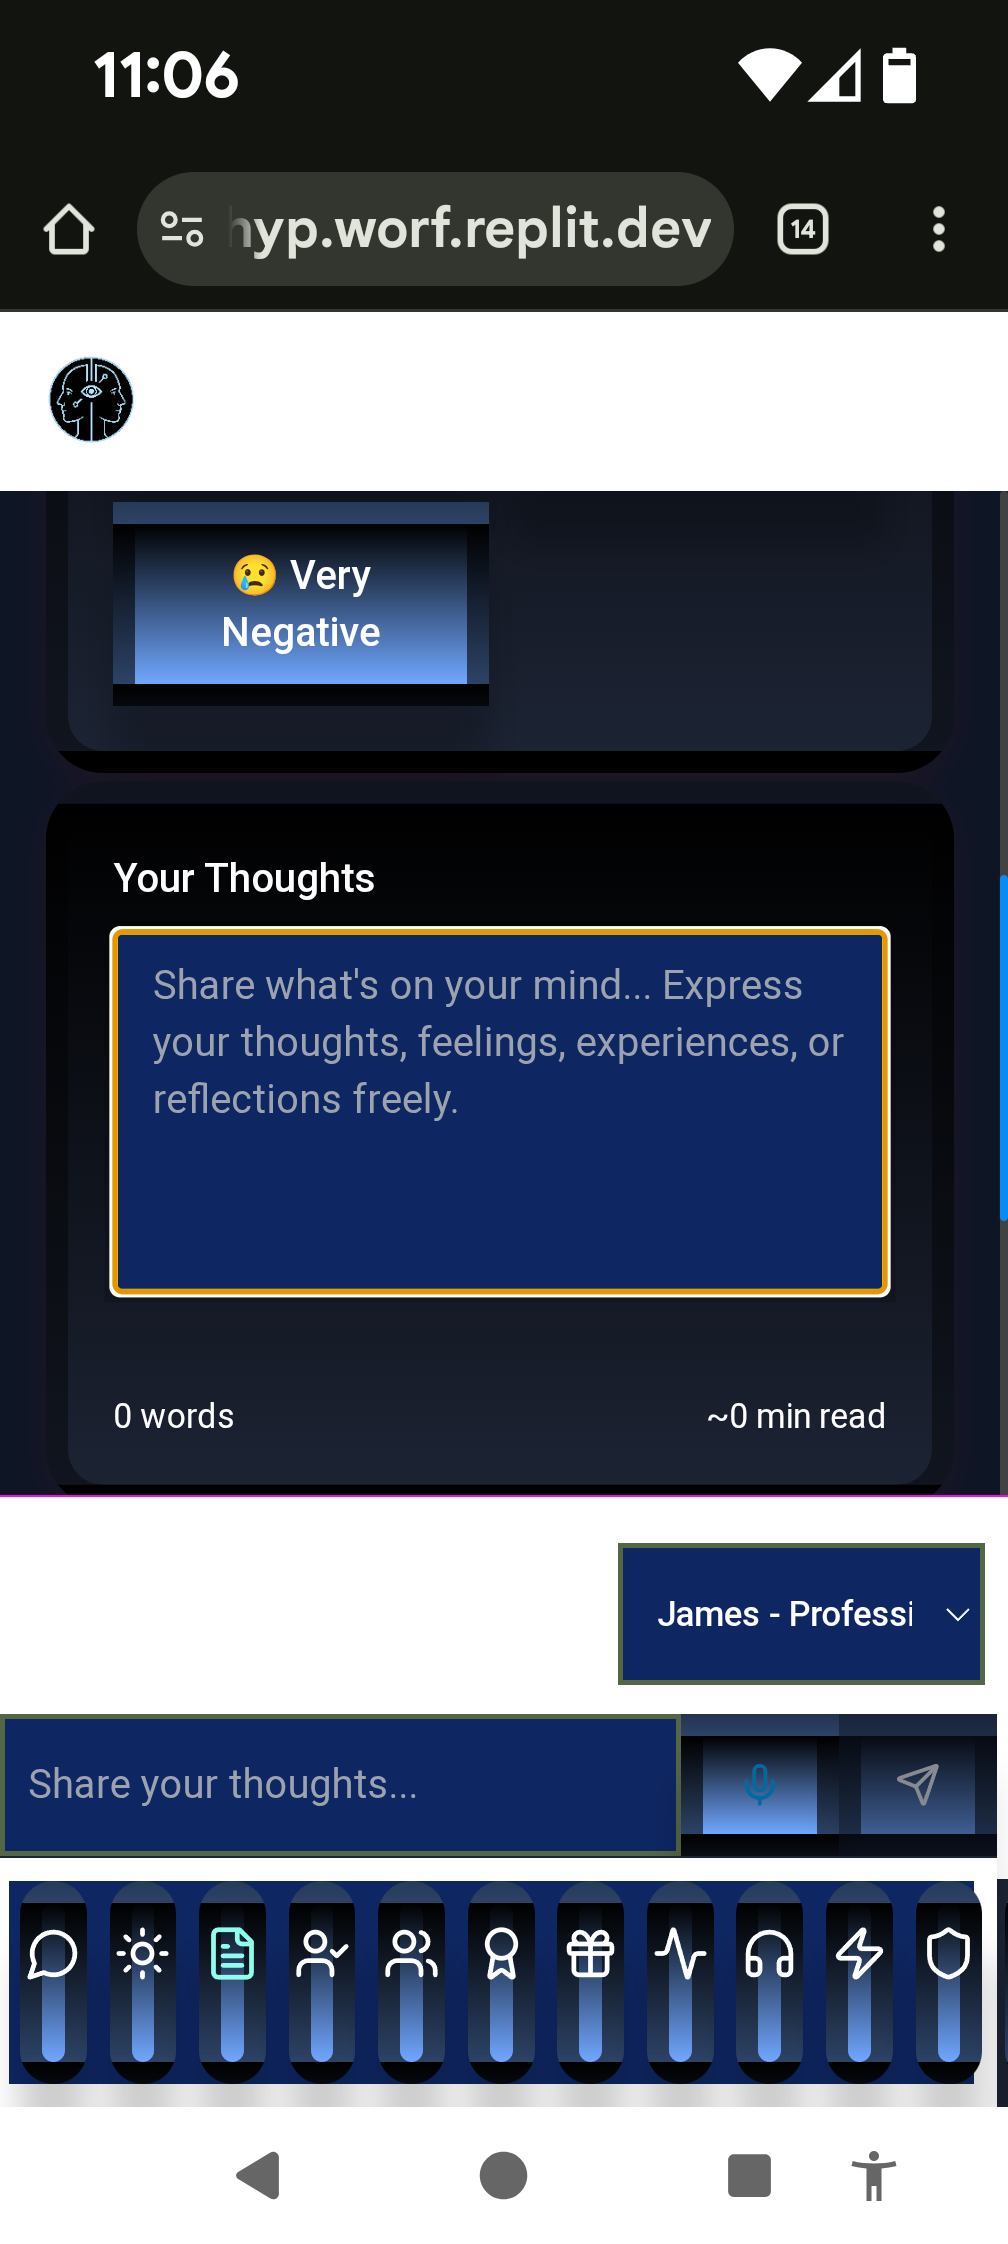 11:06
hyp.worf.replit.dev
14
😢 Very
Negative
Your Thoughts
Share what's on your mind... Express
your thoughts, feelings, experiences, or
reflections freely.
0 words
~0 min read
James - Professi
Share your thoughts...